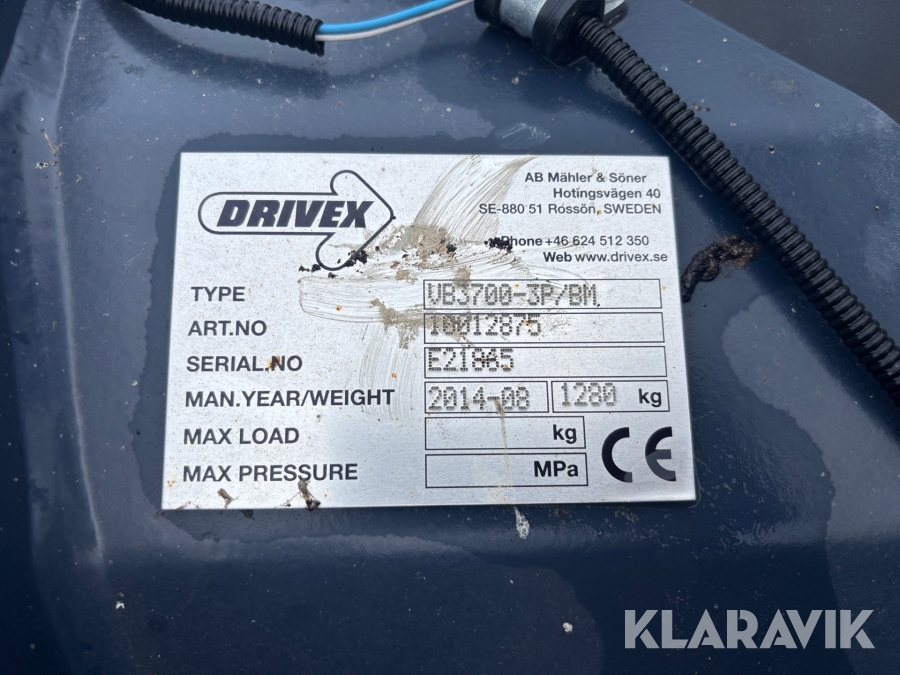 DRIVEX
AB Mähler & Söner
Hotingsvägen 40
SE-880 51 Rossön, SWEDEN
Phone +46 624 512 350
Web www.drivex.se
TYPE VB3700-3P/BM
ART.NO 10012875
SERIAL.NO
MAN.YEAR/WEIGHT 2014-08 1280 kg
MAX LOAD kg
MAX PRESSURE MPa
CE
KLARAVIK